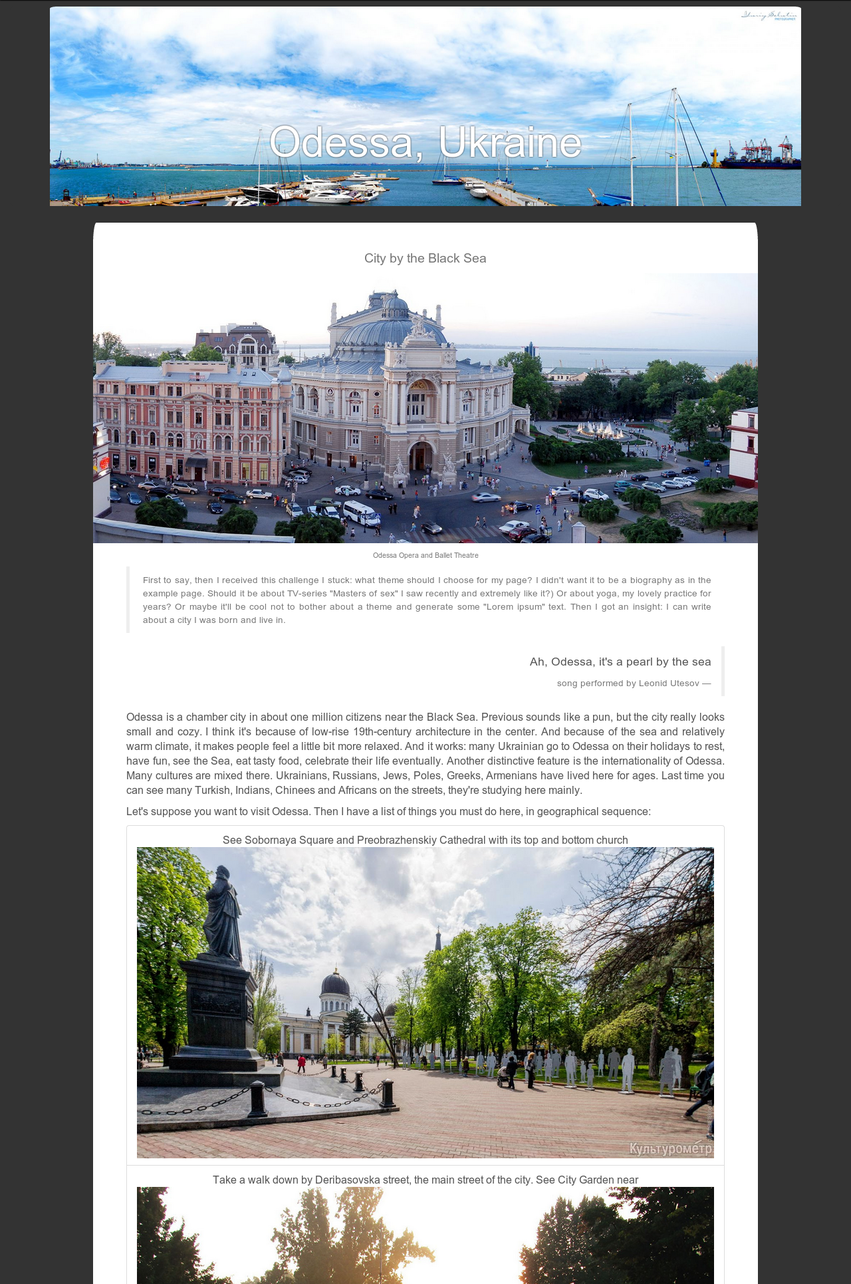 Odessa, Ukraine
City by the Black Sea
Odessa Opera and Ballet Theatre
First to say, then I received this challenge I stuck: what theme should I choose for my page? I didn't want it to be a biography as in the
example page. Should it be about TV-series "Masters of sex" I saw recently and extremely like it?) Or about yoga, my lovely practice for
years? Or maybe it'll be cool not to bother about a theme and generate some "Lorem ipsum" text. Then I got an insight: I can write
about a city I was born and live in.
Ah, Odessa, it's a pearl by the sea
song performed by Leonid Utesov —
Odessa is a chamber city in about one million citizens near the Black Sea. Previous sounds like a pun, but the city really looks
small and cozy. I think it's because of low-rise 19th-century architecture in the center. And because of the sea and relatively
warm climate, it makes people feel a little bit more relaxed. And it works: many Ukrainian go to Odessa on their holidays to rest,
have fun, see the Sea, eat tasty food, celebrate their life eventually. Another distinctive feature is the internationality of Odessa.
Many cultures are mixed there. Ukrainians, Russians, Jews, Poles, Greeks, Armenians have lived here for ages. Last time you
can see many Turkish, Indians, Chinees and Africans on the streets, they're studying here mainly.
Let's suppose you want to visit Odessa. Then I have a list of things you must do here, in geographical sequence:
See Sobornaya Square and Preobrazhenskiy Cathedral with its top and bottom church
Культурометр
Take a walk down by Deribasovska street, the main street of the city. See City Garden near